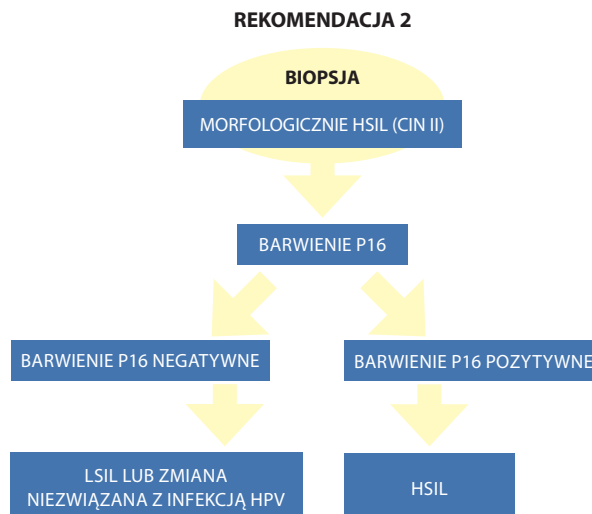 REKOMENDACJA 2
BIOPSJA
MORFOLOGICZNIE HSIL (CIN II)
BARWIENIE P16
BARWIENIE P16 NEGATYWNE
BARWIENIE P16 POZYTYWNE
LSIL LUB ZMIANA
NIEZWIĄZANA Z INFEKCJĄ HPV
HSIL